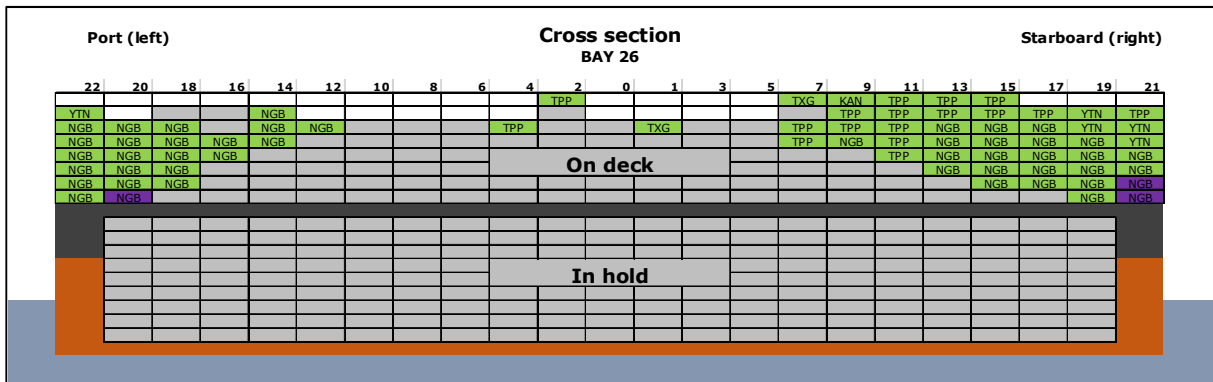 Port (left) Cross section Starboard (right)
BAY 26
22 20 18 16 14 12 10 8 6 4 2 0 1 3 5 7 9 11 13 15 17 19 21
TPP TXG KAN TPP TPP TPP
YTN NGB TPP TPP TPP TPP TPP YTN TPP
NGB NGB NGB NGB NGB TPP TXG TPP TPP TPP NGB NGB NGB YTN YTN
NGB NGB NGB NGB NGB TPP NGB TPP NGB NGB NGB NGB YTN
NGB NGB NGB NGB TPP NGB NGB NGB NGB NGB
On deck
NGB NGB NGB NGB NGB NGB NGB NGB
NGB NGB NGB NGB NGB NGB NGB
NGB NGB NGB NGB
In hold